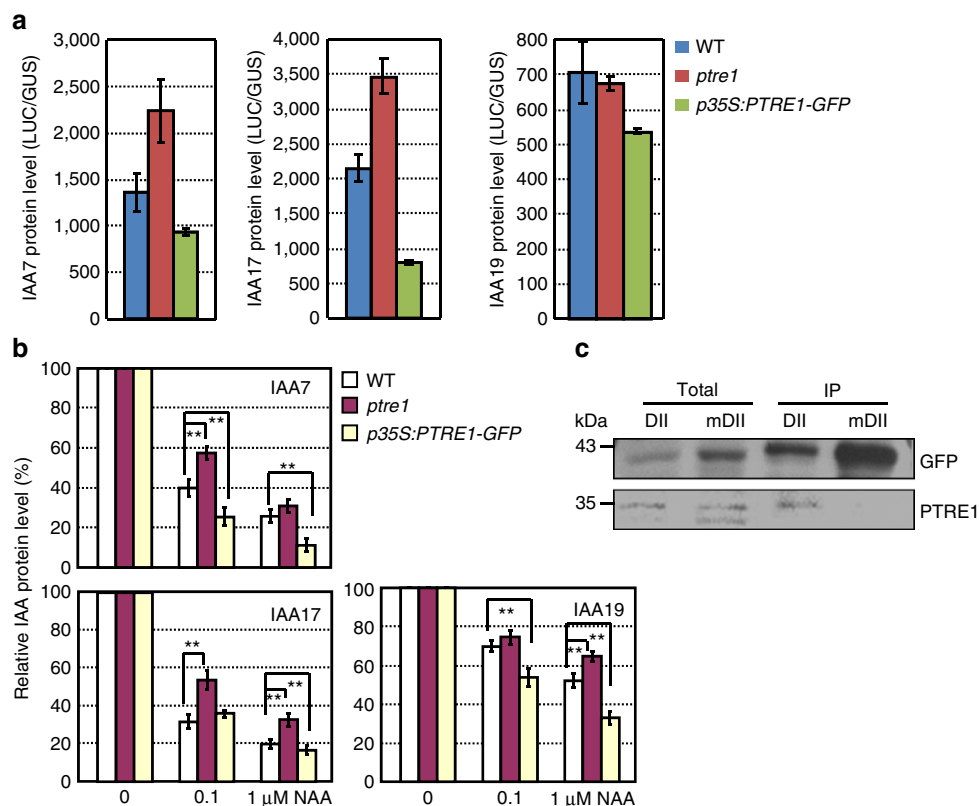 a
3,000
2,500
2,000
1,500
1,000
500
0
IAA7 protein level (LUC/GUS)
4,000
3,500
3,000
2,500
2,000
3,500
1,000
500
0
IAA17 protein level (LUC/GUS)
800
700
600
500
400
300
200
100
0
IAA19 protein level (LUC/GUS)
WT
ptre1
p35S:PTRE1-GFP
b
Relative IAA protein level (%)
100
80
60
40
20
0
IAA7
**
**
**
WT
ptre1
p35S:PTRE1-GFP
100
80
60
40
20
0
IAA17
**
**
**
0
0.1
1 μM NAA
100
80
60
40
20
0
IAA19
**
**
**
0
0.1
1 μM NAA
c
Total
IP
kDa
DII
mDII
DII
mDII
43
GFP
35
PTRE1